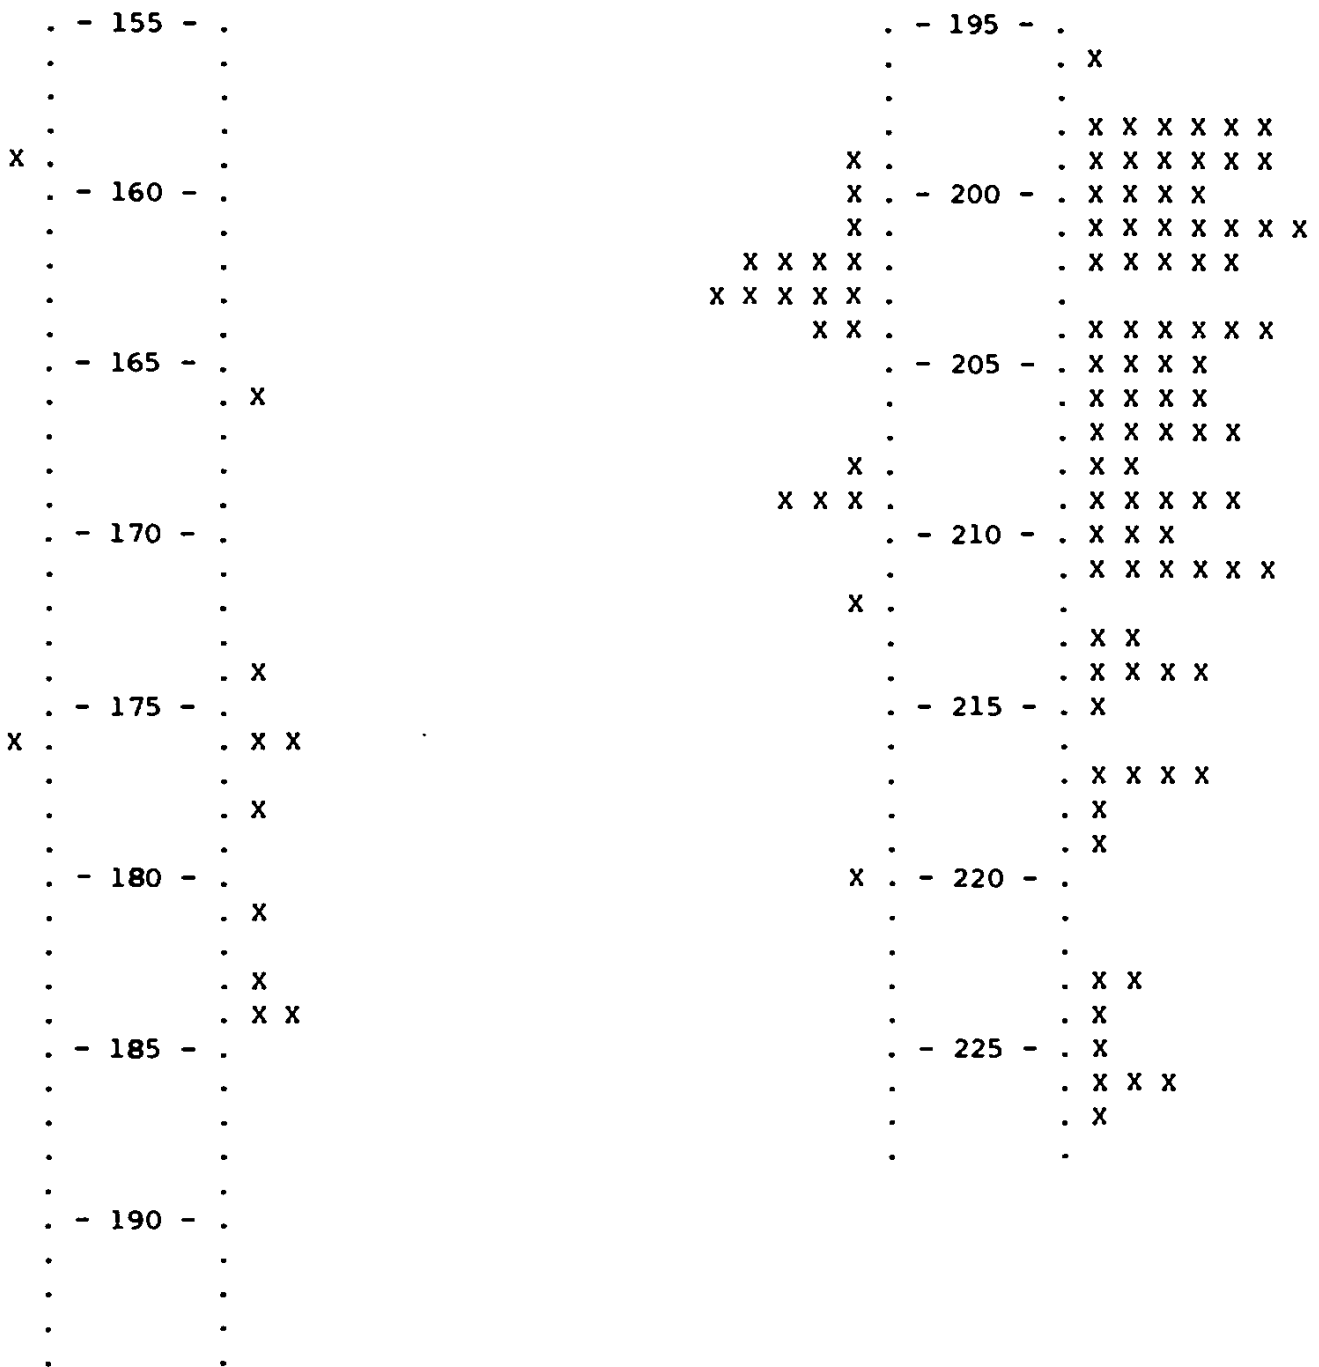 . - 155 - .
. .
. .
. .
X . .
. - 160 - .
. .
. .
. .
. .
. - 165 - .
. . X
. .
. .
. .
. - 170 - .
. .
. .
. .
. . X
. - 175 - .
X . . X X
. .
. . X
. .
. - 180 - .
. . X
. .
. . X
. . X X
. - 185 - .
. .
. .
. .
. .
. - 190 - .
. .
. .
. .
. .
. - 195 - .
. . X
. .
. . X X X X X X
X . . X X X X X X
X . - 200 - . X X X X
X . . X X X X X X X
X X X X . . X X X X X
X X X X X . .
X X . . X X X X X X
. - 205 - . X X X X
. . X X X X
. . X X X X X
X . . X X
X X X . . X X X X X
. - 210 - . X X X
. . X X X X X X
X . .
. . X X
. . X X X X
. - 215 - . X
. .
. . X X X X
. . X
. . X
X . - 220 - .
. .
. .
. . X X
. . X
. - 225 - . X
. . X X X
. . X
. .